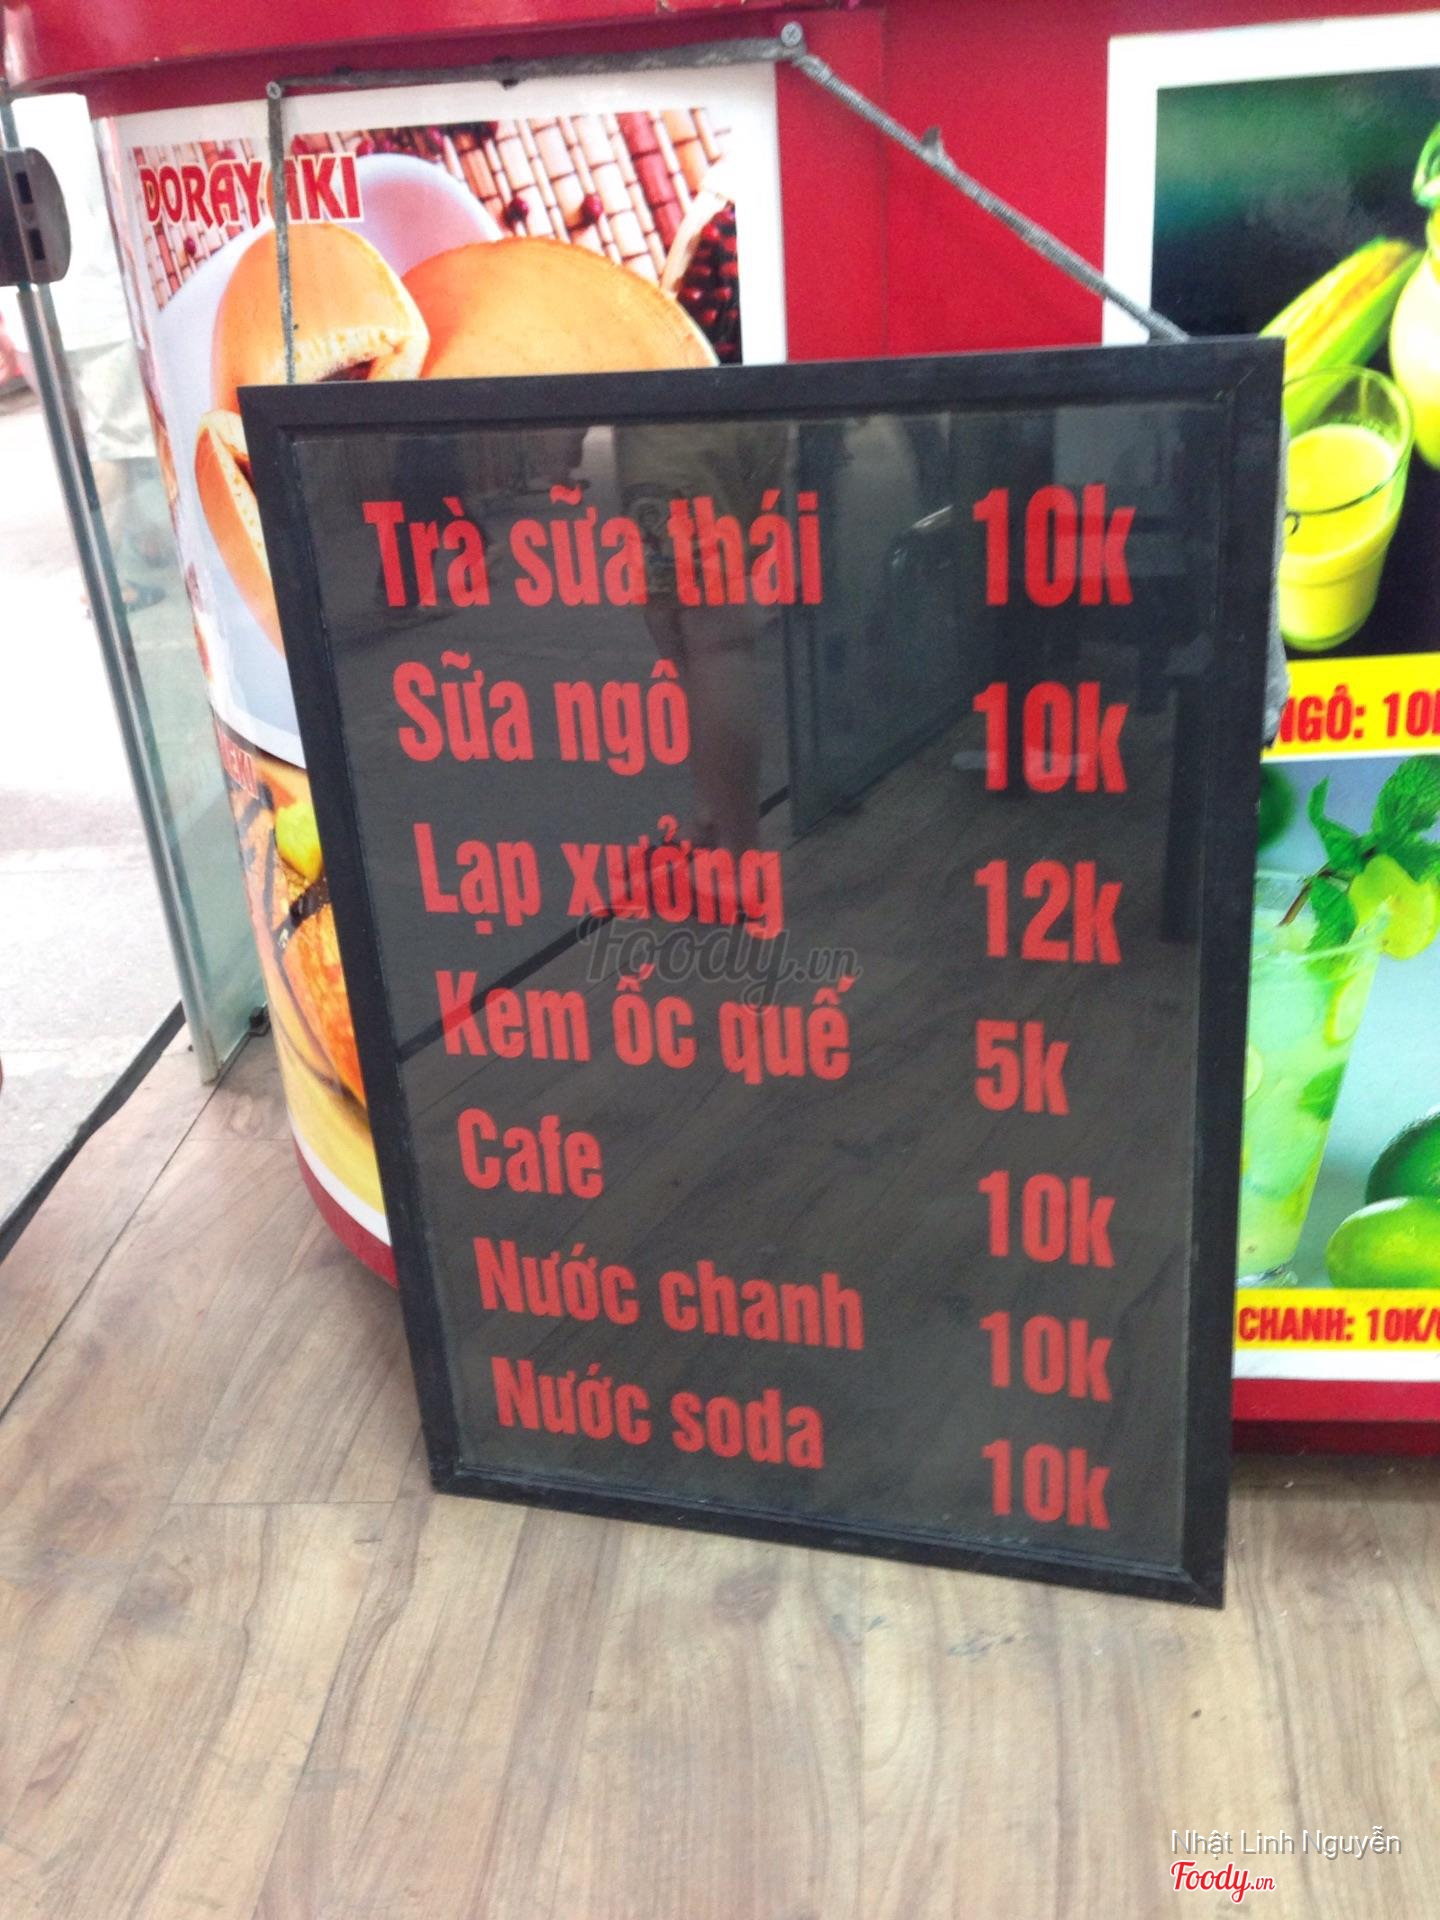 DORAYAKI
Trà sữa thái 10k
Sữa ngô 10k
Lạp xưởng 12k
Kem ốc quế 5k
Cafe 10k
Nước chanh 10k
Nước soda 10k
NGÔ: 10
CHANH: 10K/
Foody.vn
Nhật Linh Nguyễn
Foody.vn